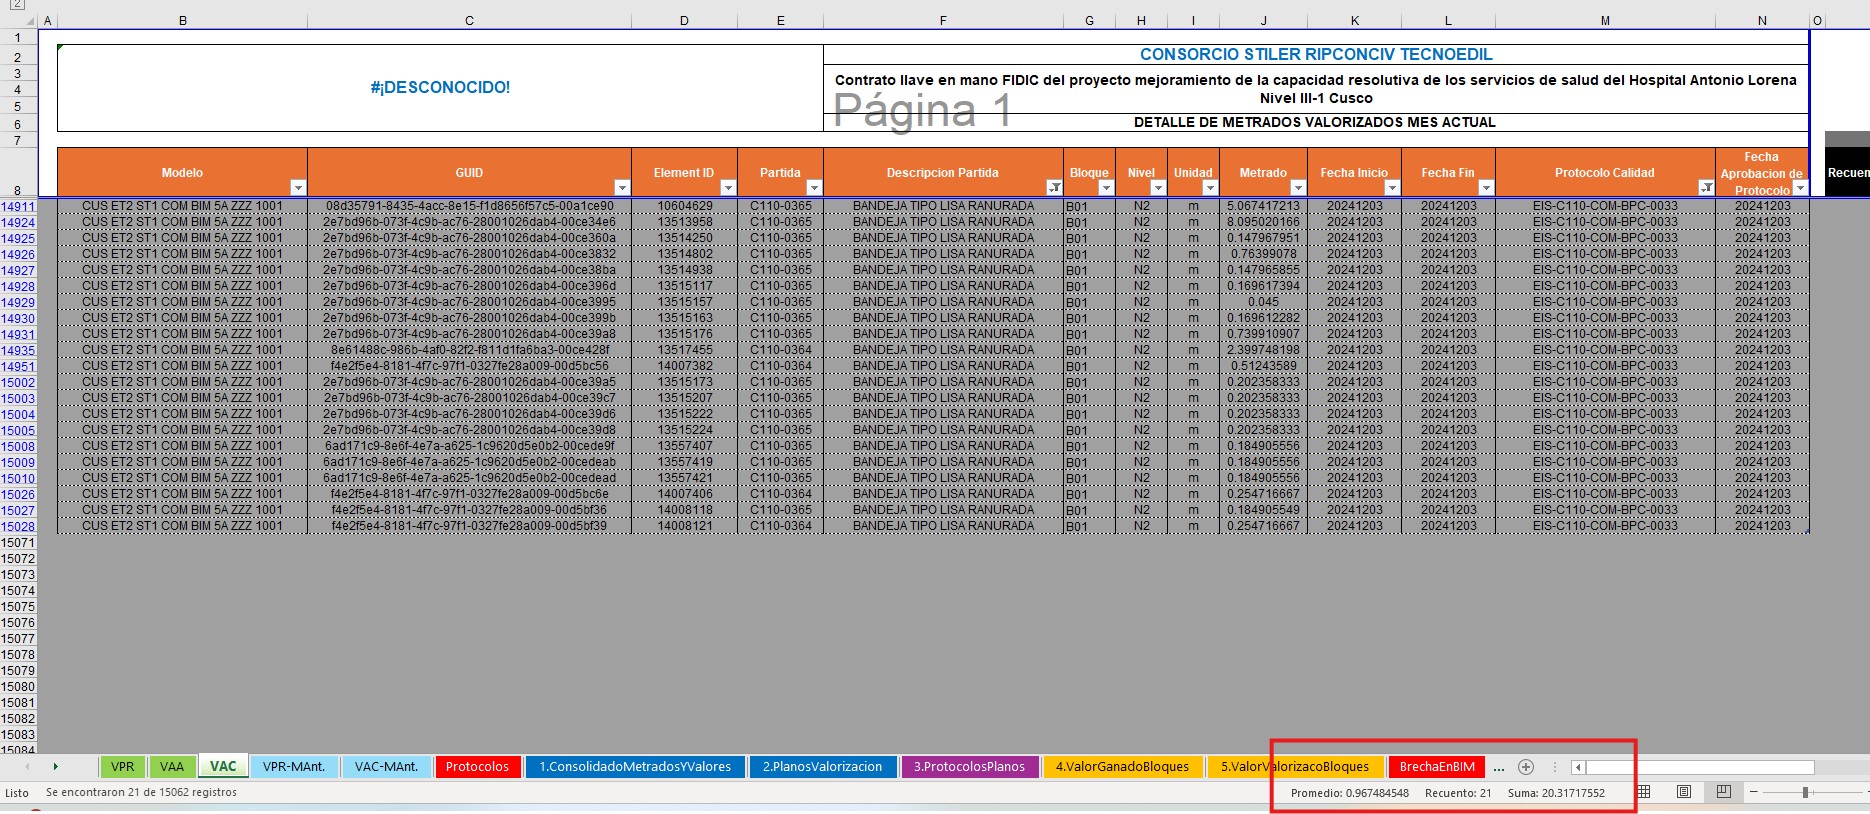 2
A B C D E F G H I J K L M N O
1
2 CONSORCIO STILER RIPCONCIV TECNOEDIL
3
4 #¡DESCONOCIDO! Contrato llave en mano FIDIC del proyecto mejoramiento de la capacidad resolutiva de los servicios de salud del Hospital Antonio Lorena
5 Nivel III-1 Cusco
Página 1
6 DETALLE DE METRADOS VALORIZADOS MES ACTUAL
7
8 Modelo GUID Element ID Partida Descripcion Partida Bloque Nivel Unidad Metrado Fecha Inicio Fecha Fin Protocolo Calidad Fecha Aprobacion de Protocolo Recuen
14911 CUS ET2 ST1 COM BIM 5A ZZZ 1001 08d35791-8435-4acc-8e15-f1d8656f57c5-00a1ce90 10604629 C110-0365 BANDEJA TIPO LISA RANURADA B01 N2 m 5.067417213 20241203 20241203 EIS-C110-COM-BPC-0033 20241203
14924 CUS ET2 ST1 COM BIM 5A ZZZ 1001 2e7bd96b-073f-4c9b-ac76-28001026dab4-00ce34e6 13513958 C110-0365 BANDEJA TIPO LISA RANURADA B01 N2 m 8.095020166 20241203 20241203 EIS-C110-COM-BPC-0033 20241203
14925 CUS ET2 ST1 COM BIM 5A ZZZ 1001 2e7bd96b-073f-4c9b-ac76-28001026dab4-00ce360a 13514250 C110-0365 BANDEJA TIPO LISA RANURADA B01 N2 m 0.147967951 20241203 20241203 EIS-C110-COM-BPC-0033 20241203
14926 CUS ET2 ST1 COM BIM 5A ZZZ 1001 2e7bd96b-073f-4c9b-ac76-28001026dab4-00ce3832 13514802 C110-0365 BANDEJA TIPO LISA RANURADA B01 N2 m 0.76399078 20241203 20241203 EIS-C110-COM-BPC-0033 20241203
14927 CUS ET2 ST1 COM BIM 5A ZZZ 1001 2e7bd96b-073f-4c9b-ac76-28001026dab4-00ce38ba 13514938 C110-0365 BANDEJA TIPO LISA RANURADA B01 N2 m 0.147965855 20241203 20241203 EIS-C110-COM-BPC-0033 20241203
14928 CUS ET2 ST1 COM BIM 5A ZZZ 1001 2e7bd96b-073f-4c9b-ac76-28001026dab4-00ce396d 13515117 C110-0365 BANDEJA TIPO LISA RANURADA B01 N2 m 0.169617394 20241203 20241203 EIS-C110-COM-BPC-0033 20241203
14929 CUS ET2 ST1 COM BIM 5A ZZZ 1001 2e7bd96b-073f-4c9b-ac76-28001026dab4-00ce3995 13515157 C110-0365 BANDEJA TIPO LISA RANURADA B01 N2 m 0.045 20241203 20241203 EIS-C110-COM-BPC-0033 20241203
14930 CUS ET2 ST1 COM BIM 5A ZZZ 1001 2e7bd96b-073f-4c9b-ac76-28001026dab4-00ce399b 13515163 C110-0365 BANDEJA TIPO LISA RANURADA B01 N2 m 0.169612282 20241203 20241203 EIS-C110-COM-BPC-0033 20241203
14931 CUS ET2 ST1 COM BIM 5A ZZZ 1001 2e7bd96b-073f-4c9b-ac76-28001026dab4-00ce39a8 13515176 C110-0365 BANDEJA TIPO LISA RANURADA B01 N2 m 0.739910907 20241203 20241203 EIS-C110-COM-BPC-0033 20241203
14935 CUS ET2 ST1 COM BIM 5A ZZZ 1001 8e61488c-986b-4af0-82f2-f811d1fa6ba3-00ce428f 13517455 C110-0364 BANDEJA TIPO LISA RANURADA B01 N2 m 2.399748198 20241203 20241203 EIS-C110-COM-BPC-0033 20241203
14951 CUS ET2 ST1 COM BIM 5A ZZZ 1001 f4e2f5e4-8181-4f7c-97f1-0327fe28a009-00d5bc56 14007382 C110-0364 BANDEJA TIPO LISA RANURADA B01 N2 m 0.51243589 20241203 20241203 EIS-C110-COM-BPC-0033 20241203
15002 CUS ET2 ST1 COM BIM 5A ZZZ 1001 2e7bd96b-073f-4c9b-ac76-28001026dab4-00ce39a5 13515173 C110-0365 BANDEJA TIPO LISA RANURADA B01 N2 m 0.202358333 20241203 20241203 EIS-C110-COM-BPC-0033 20241203
15003 CUS ET2 ST1 COM BIM 5A ZZZ 1001 2e7bd96b-073f-4c9b-ac76-28001026dab4-00ce39c7 13515207 C110-0365 BANDEJA TIPO LISA RANURADA B01 N2 m 0.202358333 20241203 20241203 EIS-C110-COM-BPC-0033 20241203
15004 CUS ET2 ST1 COM BIM 5A ZZZ 1001 2e7bd96b-073f-4c9b-ac76-28001026dab4-00ce39d6 13515222 C110-0365 BANDEJA TIPO LISA RANURADA B01 N2 m 0.202358333 20241203 20241203 EIS-C110-COM-BPC-0033 20241203
15005 CUS ET2 ST1 COM BIM 5A ZZZ 1001 2e7bd96b-073f-4c9b-ac76-28001026dab4-00ce39d8 13515224 C110-0365 BANDEJA TIPO LISA RANURADA B01 N2 m 0.202358333 20241203 20241203 EIS-C110-COM-BPC-0033 20241203
15008 CUS ET2 ST1 COM BIM 5A ZZZ 1001 6ad171c9-8e6f-4e7a-a625-1c9620d5e0b2-00cede9f 13557407 C110-0365 BANDEJA TIPO LISA RANURADA B01 N2 m 0.184905556 20241203 20241203 EIS-C110-COM-BPC-0033 20241203
15009 CUS ET2 ST1 COM BIM 5A ZZZ 1001 6ad171c9-8e6f-4e7a-a625-1c9620d5e0b2-00cedeab 13557419 C110-0365 BANDEJA TIPO LISA RANURADA B01 N2 m 0.184905556 20241203 20241203 EIS-C110-COM-BPC-0033 20241203
15010 CUS ET2 ST1 COM BIM 5A ZZZ 1001 6ad171c9-8e6f-4e7a-a625-1c9620d5e0b2-00cedead 13557421 C110-0365 BANDEJA TIPO LISA RANURADA B01 N2 m 0.184905556 20241203 20241203 EIS-C110-COM-BPC-0033 20241203
15026 CUS ET2 ST1 COM BIM 5A ZZZ 1001 f4e2f5e4-8181-4f7c-97f1-0327fe28a009-00d5bc6e 14007406 C110-0364 BANDEJA TIPO LISA RANURADA B01 N2 m 0.254716667 20241203 20241203 EIS-C110-COM-BPC-0033 20241203
15027 CUS ET2 ST1 COM BIM 5A ZZZ 1001 f4e2f5e4-8181-4f7c-97f1-0327fe28a009-00d5bf36 14008118 C110-0364 BANDEJA TIPO LISA RANURADA B01 N2 m 0.184905549 20241203 20241203 EIS-C110-COM-BPC-0033 20241203
15028 CUS ET2 ST1 COM BIM 5A ZZZ 1001 f4e2f5e4-8181-4f7c-97f1-0327fe28a009-00d5bf39 14008121 C110-0364 BANDEJA TIPO LISA RANURADA B01 N2 m 0.254716667 20241203 20241203 EIS-C110-COM-BPC-0033 20241203
15071
15072
15073
15074
15075
15076
15077
15078
15079
15080
15081
15082
15083
15084
VPR VAA VAC VPR-MAnt. VAC-MAnt. Protocolos 1.ConsolidadoMetradosYValores 2.PlanosValorizacion 3.ProtocolosPlanos 4.ValorGanadoBloques 5.ValorValorizacoBloques BrechaEnBIM ...
Listo Se encontraron 21 de 15062 registros Promedio: 0.967484548 Recuento: 21 Suma: 20.31717552